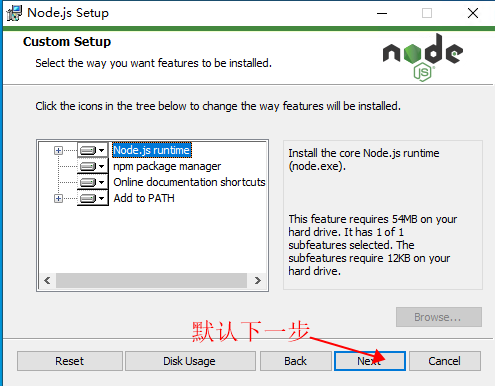 Node.js Setup
Custom Setup
Select the way you want features to be installed.
node
JS
Click the icons in the tree below to change the way features will be installed.
Node.js runtime
npm package manager
Online documentation shortcuts
Add to PATH
Install the core Node.js runtime
(node.exe).
This feature requires 54MB on your
hard drive. It has 1 of 1
subfeatures selected. The
subfeatures require 12KB on your
hard drive.
Browse...
默认下一步
Reset
Disk Usage
Back
Next
Cancel